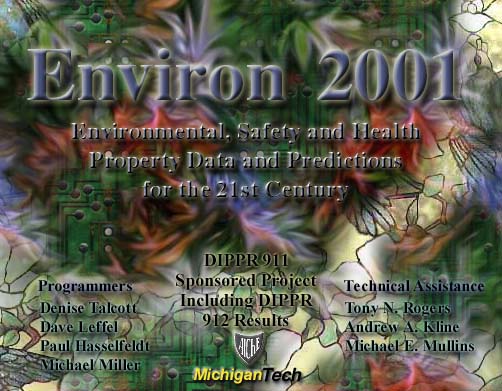 Environ 2001
Environmental, Safety and Health
Property Data and Predictions
for the 21st Century
DIPPR 911
Sponsored Project
Including DIPPR
912 Results
Programmers
Denise Talcott
Dave Leffel
Paul Hasselfeldt
Michael Miller
Technical Assistance
Tony N. Rogers
Andrew A. Kline
Michael E. Mullins
AIChE
MichiganTech